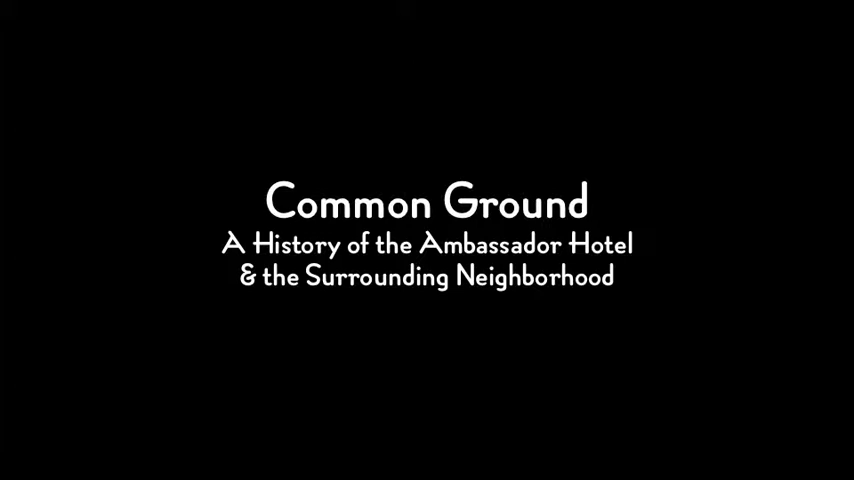 Common Ground
A History of the Ambassador Hotel
& the Surrounding Neighborhood